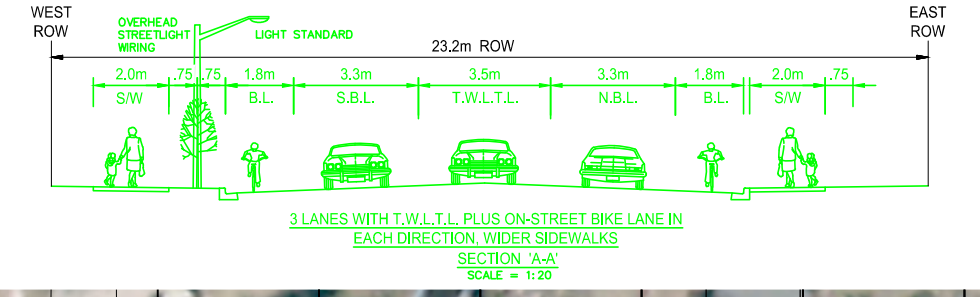 WEST
ROW
EAST
ROW
OVERHEAD
STREETLIGHT
WIRING
LIGHT STANDARD
23.2m ROW
2.0m .75 .75 1.8m 3.3m 3.5m 3.3m 1.8m 2.0m .75
S/W B.L. S.B.L. T.W.L.T.L. N.B.L. B.L. S/W
3 LANES WITH T.W.L.T.L. PLUS ON-STREET BIKE LANE IN
EACH DIRECTION, WIDER SIDEWALKS
SECTION 'A-A'
SCALE = 1:20